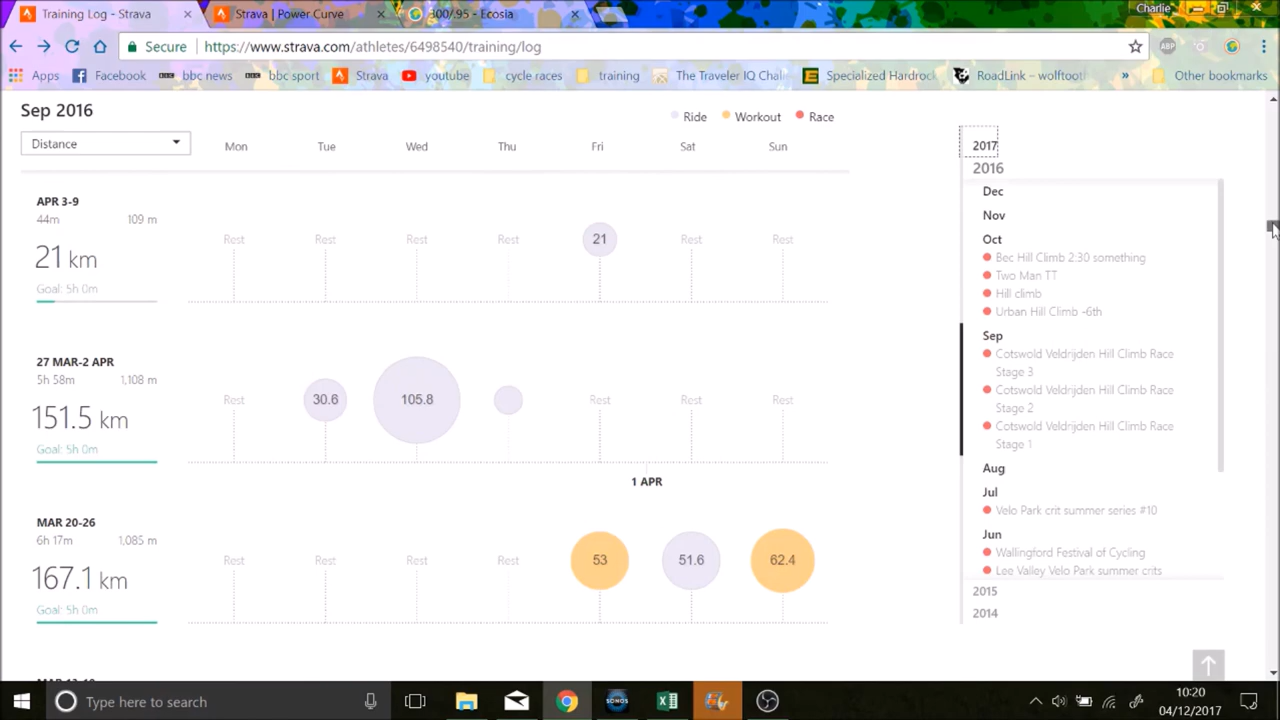 Training Log - Strava
Strava | Power Curve
300/.95 - Ecosia
Charlie
Secure
https://www.strava.com/athletes/6498540/training/log
ABP
Apps
Facebook
BBC bbc news
BBC bbc sport
Strava
youtube
cycle races
training
The Traveler IQ Chal
Specialized Hardrock
RoadLink – wolftoot
»
Other bookmarks
Sep 2016
Ride
Workout
Race
Distance
Mon
Tue
Wed
Thu
Fri
Sat
Sun
APR 3-9
44m
109 m
21 km
Goal: 5h 0m
Rest
Rest
Rest
Rest
21
Rest
Rest
27 MAR-2 APR
5h 58m
1,108 m
151.5 km
Goal: 5h 0m
Rest
30.6
105.8
Rest
Rest
Rest
1 APR
MAR 20-26
6h 17m
1,085 m
167.1 km
Goal: 5h 0m
Rest
Rest
Rest
Rest
53
51.6
62.4
2017
2016
Dec
Nov
Oct
Bec Hill Climb 2:30 something
Two Man TT
Hill climb
Urban Hill Climb -6th
Sep
Cotswold Veldrijden Hill Climb Race
Stage 3
Cotswold Veldrijden Hill Climb Race
Stage 2
Cotswold Veldrijden Hill Climb Race
Stage 1
Aug
Jul
Velo Park crit summer series #10
Jun
Wallingford Festival of Cycling
Lee Valley Velo Park summer crits
2015
2014
Type here to search
SONOS
10:20
04/12/2017